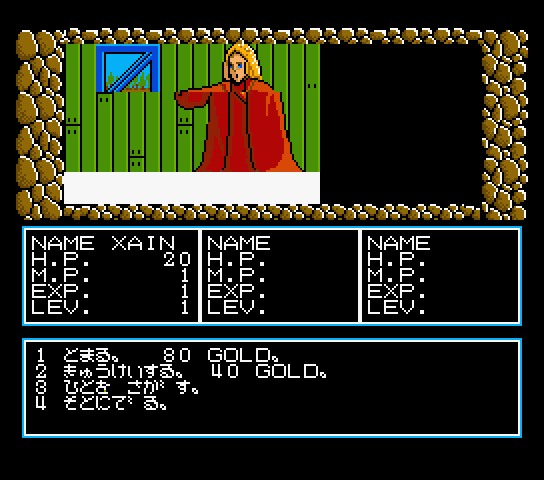 NAME XAIN
H.P. 20
M.P. 1
EXP. 1
LEV. 1
NAME
H.P.
M.P.
EXP.
LEV.
NAME
H.P.
M.P.
EXP.
LEV.
1 とまる。 80 GOLD。
2 きゅうけいする。 40 GOLD。
3 ひとを さがす。
4 そとにでる。